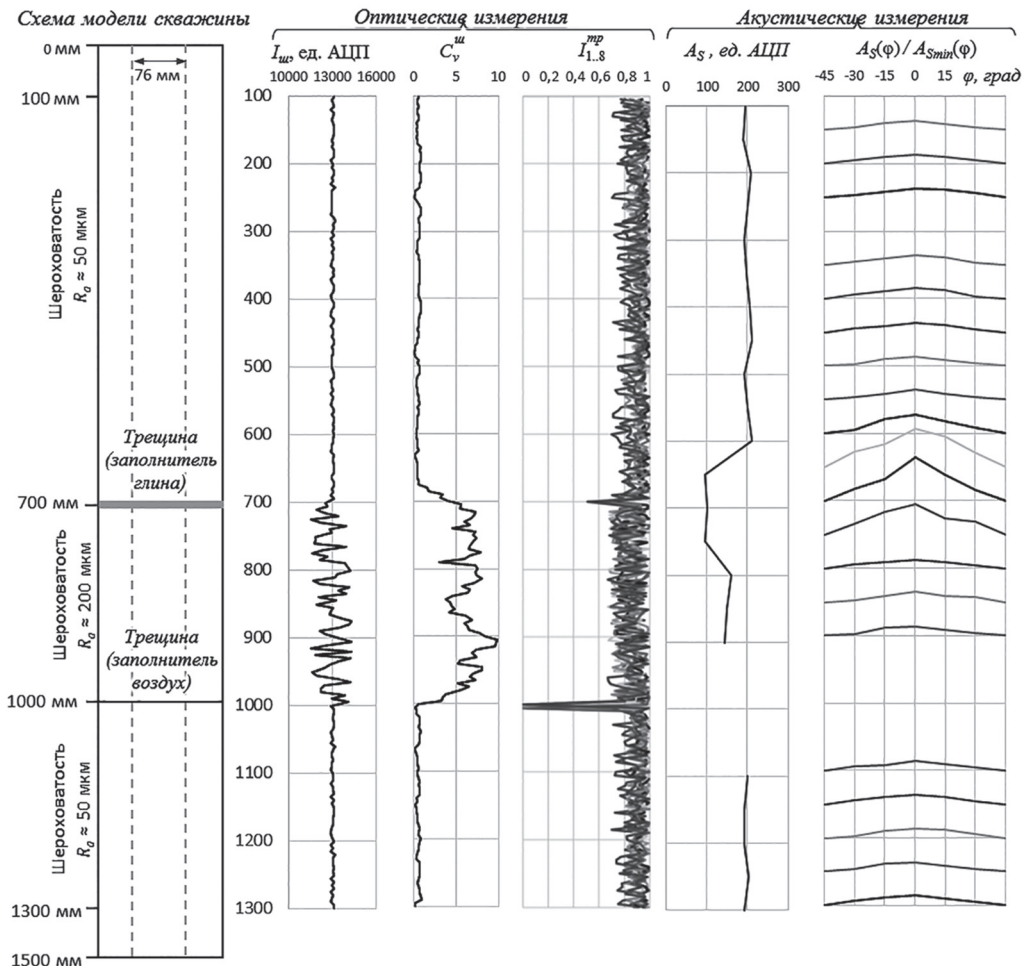 Схема модели скважины
0 мм
76 мм
100 мм
Шероховатость
Ra ≈ 50 мкм
Трещина
(заполнитель
глина)
700 мм
Шероховатость
Ra ≈ 200 мкм
Трещина
(заполнитель
воздух)
1000 мм
Шероховатость
Ra ≈ 50 мкм
1300 мм
1500 мм
Оптические измерения
Iш, ед. АЦП
10000 13000 16000
Cvш
0 5 10
I1..8тр
0 0,2 0,4 0,6 0,8 1
100
200
300
400
500
600
700
800
900
1000
1100
1200
1300
Акустические измерения
AS , ед. АЦП
0 100 200 300
AS(φ)/ASmin(φ)
-45 -30 -15 0 15 φ, град